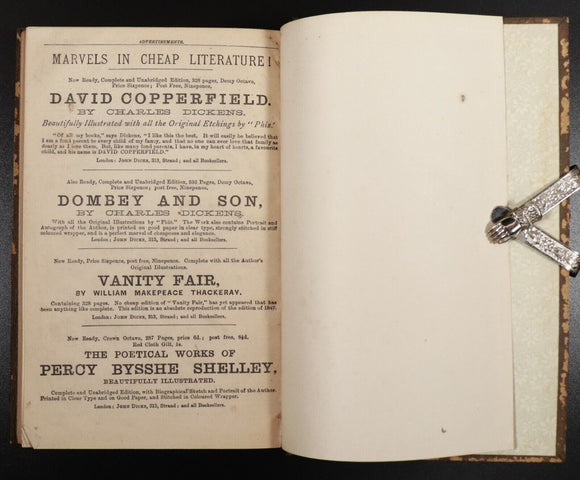 ADVERTISEMENTS.
MARVELS IN CHEAP LITERATURE!
Now Ready, Complete and Unabridged Edition, 328 pages, Demy Octavo,
Price Sixpence; Post Free, Ninepence,
DAVID COPPERFIELD.
BY CHARLES DICKENS.
Beautifully Illustrated with all the Original Etchings by "Phiz."
"Of all my books," says Dickens, "I like this the best. It will easily be believed that
I am a fond parent to every child of my fancy, and that no one can ever love that family as
dearly as I love them. But, like many fond parents, I have, in my heart of hearts, a favourite
child, and his name is DAVID COPPERFIELD."
London: JOHN DICKS, 313, Strand; and all Booksellers.
Also Ready, Complete and Unabridged Edition, Pages, Demy Octavo,
Price Sixpence; post free, Ninepence.
DOMBEY AND SON,
BY CHARLES DICKENS.
With all the Original Illustrations by "Phiz." The Work also contains Portrait and
Autograph of the Author, is printed on good paper in clear type, strongly stitched in stiff
coloured wrapper, and is a perfect marvel of cheapness and elegance.
London: JOHN DICKS, 313, Strand; and all Booksellers.
Now Ready, Price Sixpence, post free, Ninepence. Complete with all the Author's
Original Illustrations.
VANITY FAIR,
BY WILLIAM MAKEPEACE THACKERAY.
Containing 328 pages. No cheap edition of "Vanity Fair," has yet appeared that has
been anything like complete. This edition is an absolute reproduction of the edition of 1847.
London: JOHN DICKS, 313, Strand; and all Booksellers.
Now Ready, Crown Octavo, 287 Pages, price 6d.; post free,
Red Cloth Gilt, 1s.
THE POETICAL WORKS OF
PERCY BYSSHE SHELLEY,
BEAUTIFULLY ILLUSTRATED.
Complete and Unabridged Edition, with Biographical Sketch and Portrait of the Author.
Printed in Clear Type and on Good Paper, and Stitched in Coloured Wrapper.
London: JOHN DICKS, 313, Strand; and all Booksellers.